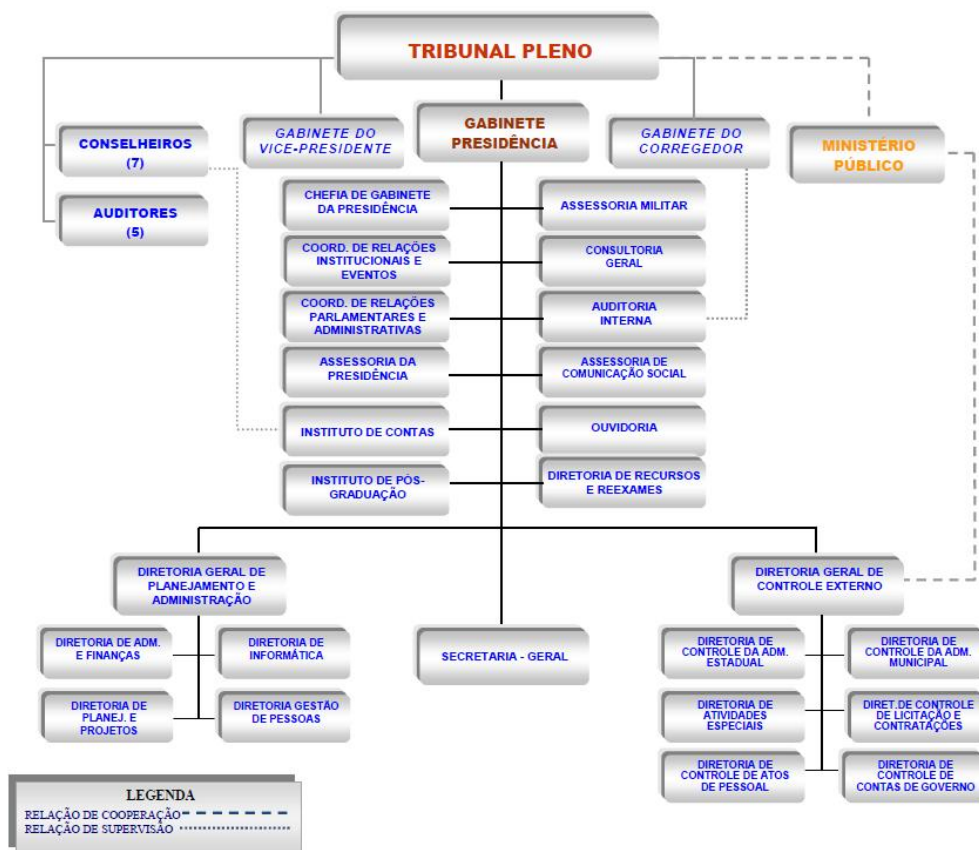 TRIBUNAL PLENO
CONSELHEIROS
(7)
GABINETE DO
VICE-PRESIDENTE
GABINETE
PRESIDÊNCIA
GABINETE DO
CORREGEDOR
MINISTÉRIO
PÚBLICO
AUDITORES
(5)
CHEFIA DE GABINETE
DA PRESIDÊNCIA
ASSESSORIA MILITAR
COORD. DE RELAÇÕES
INSTITUCIONAIS E
EVENTOS
CONSULTORIA
GERAL
COORD. DE RELAÇÕES
PARLAMENTARES E
ADMINISTRATIVAS
AUDITORIA
INTERNA
ASSESSORIA DA
PRESIDÊNCIA
ASSESSORIA DE
COMUNICAÇÃO SOCIAL
INSTITUTO DE CONTAS
OUVIDORIA
INSTITUTO DE PÓS-
GRADUAÇÃO
DIRETORIA DE RECURSOS
E REEXAMES
DIRETORIA GERAL DE
PLANEJAMENTO E
ADMINISTRAÇÃO
DIRETORIA GERAL DE
CONTROLE EXTERNO
DIRETORIA DE ADM.
E FINANÇAS
DIRETORIA DE
INFORMÁTICA
SECRETARIA - GERAL
DIRETORIA DE
CONTROLE DA ADM.
ESTADUAL
DIRETORIA DE
CONTROLE DA ADM.
MUNICIPAL
DIRETORIA DE
PLANEJ. E
PROJETOS
DIRETORIA GESTÃO
DE PESSOAS
DIRETORIA DE
ATIVIDADES
ESPECIAIS
DIRET.DE CONTROLE
DE LICITAÇÃO E
CONTRATAÇÕES
DIRETORIA DE
CONTROLE DE ATOS
DE PESSOAL
DIRETORIA DE
CONTROLE DE
CONTAS DE GOVERNO
LEGENDA
RELAÇÃO DE COOPERAÇÃO
RELAÇÃO DE SUPERVISÃO